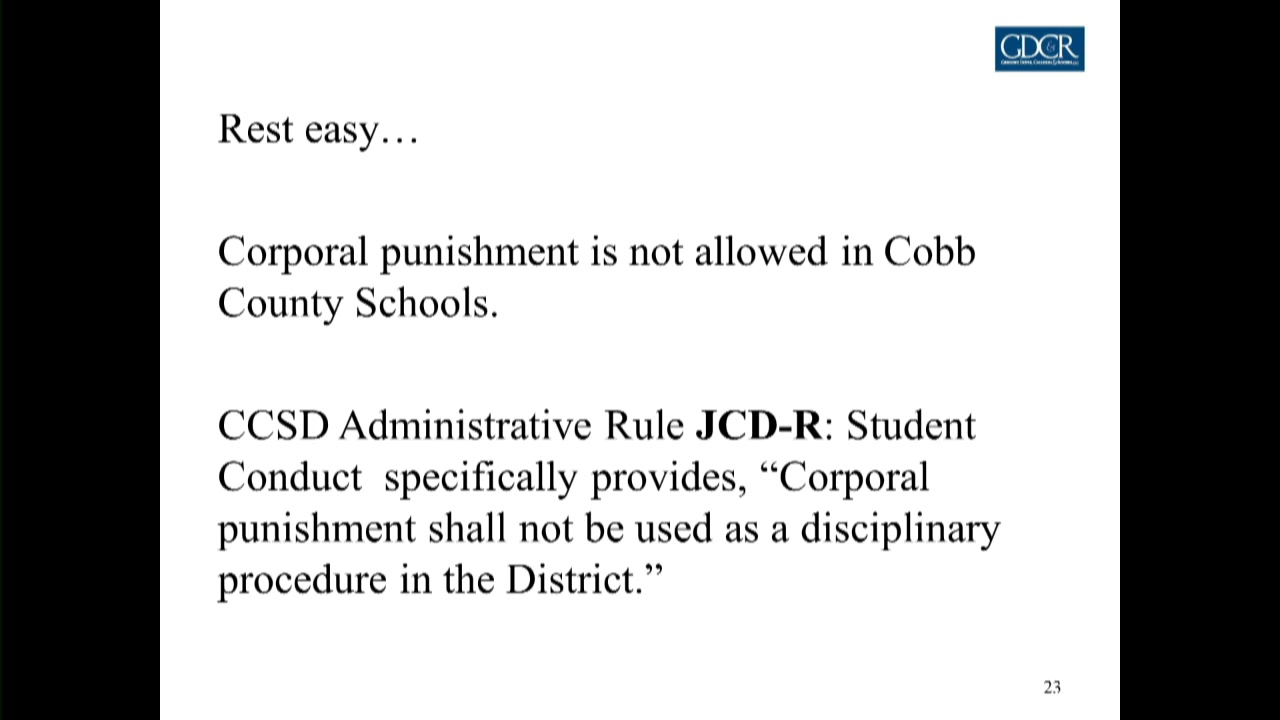 GDC&R
Rest easy…
Corporal punishment is not allowed in Cobb
County Schools.
CCSD Administrative Rule JCD-R: Student
Conduct specifically provides, “Corporal
punishment shall not be used as a disciplinary
procedure in the District.”
23